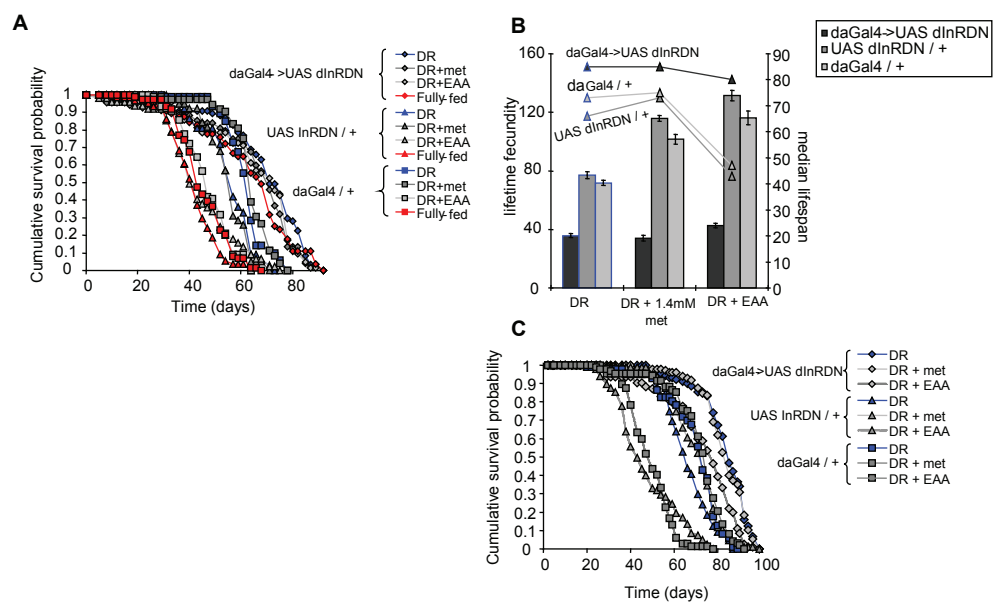 A
Cumulative survival probability
1
0.9
0.8
0.7
0.6
0.5
0.4
0.3
0.2
0.1
0
0 20 40 60 80
Time (days)
daGal4->UAS dInRDN
DR
DR+met
DR+EAA
Fully-fed
UAS InRDN / +
DR
DR+met
DR+EAA
Fully-fed
daGal4 / +
DR
DR+met
DR+EAA
Fully-fed
B
daGal4->UAS dInRDN
UAS dInRDN / +
daGal4 / +
lifetime fecundity
160
120
80
40
0
daGal4->UAS dInRDN
daGal4 / +
UAS dInRDN / +
90
80
70
60
50
40
30
20
10
0
median lifespan
DR
DR + 1.4mM
met
DR + EAA
C
Cumulative survival probability
1
0.9
0.8
0.7
0.6
0.5
0.4
0.3
0.2
0.1
0
0 20 40 60 80 100
Time (days)
daGal4>UAS dInRDN
DR
DR + met
DR + EAA
UAS InRDN / +
DR
DR + met
DR + EAA
daGal4 / +
DR
DR + met
DR + EAA